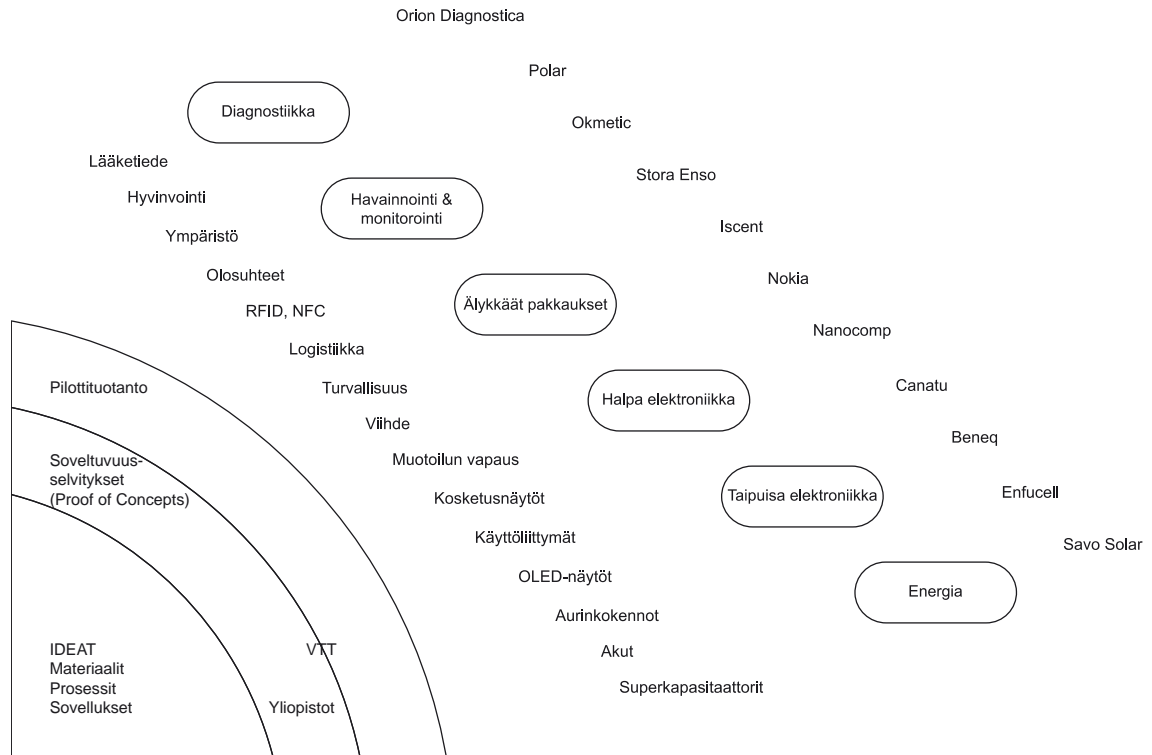 Orion Diagnostica
Polar
Diagnostiikka
Okmetic
Lääketiede
Stora Enso
Hyvinvointi
Havainnointi &
monitorointi
Iscent
Ympäristö
Olosuhteet
Nokia
RFID, NFC
Älykkäät pakkaukset
Nanocomp
Logistiikka
Pilottituotanto
Turvallisuus
Canatu
Halpa elektroniikka
Viihde
Beneq
Soveltuvuus-
selvitykset
(Proof of Concepts)
Muotoilun vapaus
Kosketusnäytöt
Taipuisa elektroniikka
Enfucell
Käyttöliittymät
Savo Solar
OLED-näytöt
Energia
Aurinkokennot
IDEAT
Materiaalit
Prosessit
Sovellukset
VTT
Yliopistot
Akut
Superkapasitaattorit